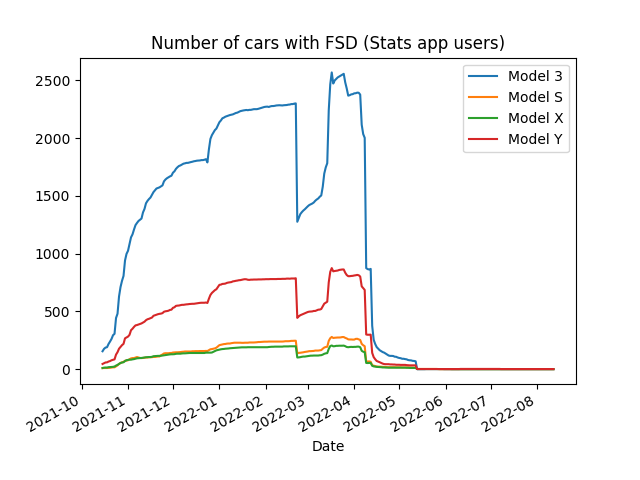 Number of cars with FSD (Stats app users)
Model 3
Model S
Model X
Model Y
2500
2000
1500
1000
500
0
2021-10
2021-11
2021-12
2022-01
2022-02
2022-03
2022-04
2022-05
2022-06
2022-07
2022-08
Date